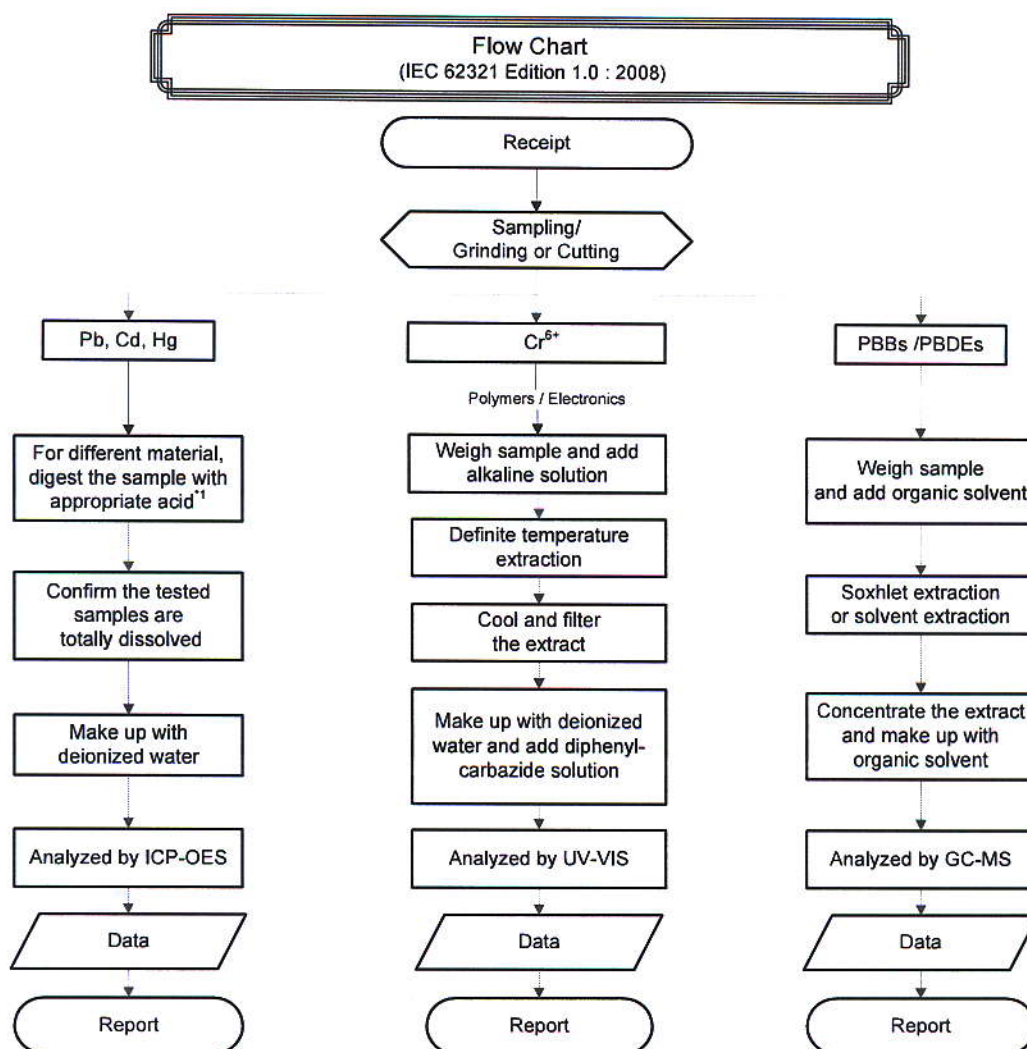 Flow Chart
(IEC 62321 Edition 1.0 : 2008)
Receipt
Sampling/
Grinding or Cutting
Pb, Cd, Hg
For different material,
digest the sample with
appropriate acid*1
Confirm the tested
samples are
totally dissolved
Make up with
deionized water
Analyzed by ICP-OES
Data
Report
Cr6+
Polymers / Electronics
Weigh sample and add
alkaline solution
Definite temperature
extraction
Cool and filter
the extract
Make up with deionized
water and add diphenyl-
carbazide solution
Analyzed by UV-VIS
Data
Report
PBBs /PBDEs
Weigh sample
and add organic solvent
Soxhlet extraction
or solvent extraction
Concentrate the extract
and make up with
organic solvent
Analyzed by GC-MS
Data
Report